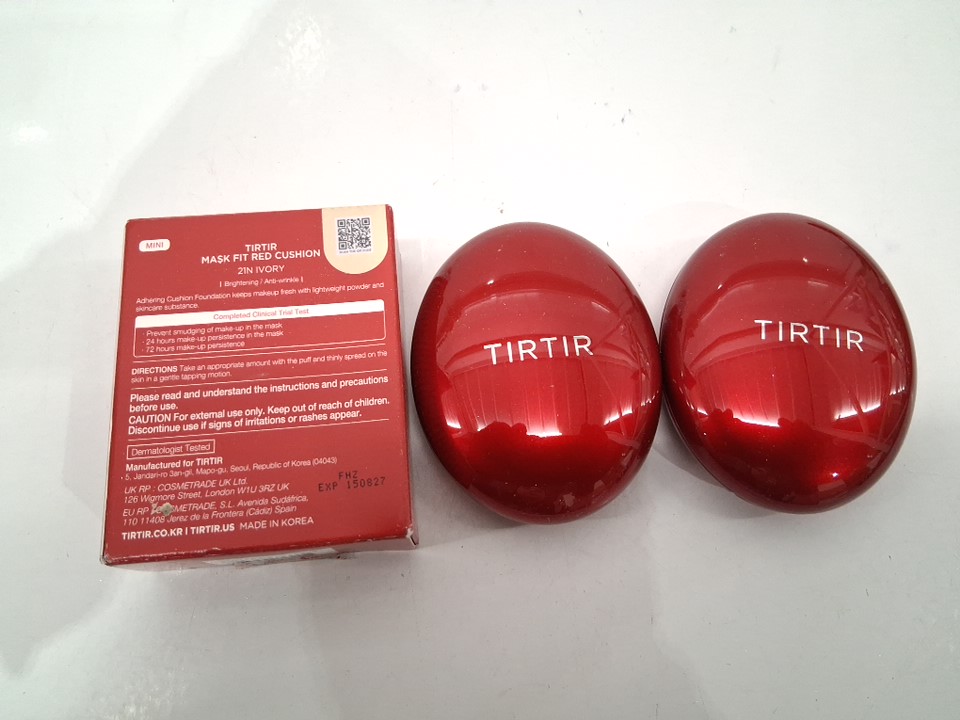 MINI
TIRTIR
MASK FIT RED CUSHION
21N IVORY
| Brightening / Anti-wrinkle |
Adhering Cushion Foundation keeps makeup fresh with lightweight powder and
skincare substance.
Completed Clinical Trial Test
· Prevent smudging of make-up in the mask
· 24 hours make-up persistence in the mask
· 72 hours make-up persistence
DIRECTIONS Take an appropriate amount with the puff and thinly spread on the
skin in a gentle tapping motion.
Please read and understand the instructions and precautions
before use.
CAUTION For external use only. Keep out of reach of children.
Discontinue use if signs of irritations or rashes appear.
Dermatologist Tested
Manufactured for TIRTIR
5, Jandari-ro 3an-gil, Mapo-gu, Seoul, Republic of Korea (04043)
UK RP : COSMETRADE UK Ltd.
126 Wigmore Street, London W1U 3RZ UK
FHZ
EXP 150827
EU RP METRADE, S.L. Avenida Sudáfrica,
110 11408 Jerez de la Frontera (Cádiz) Spain
TIRTIR.CO.KR | TIRTIR.US MADE IN KOREA
TIRTIR
TIRTIR